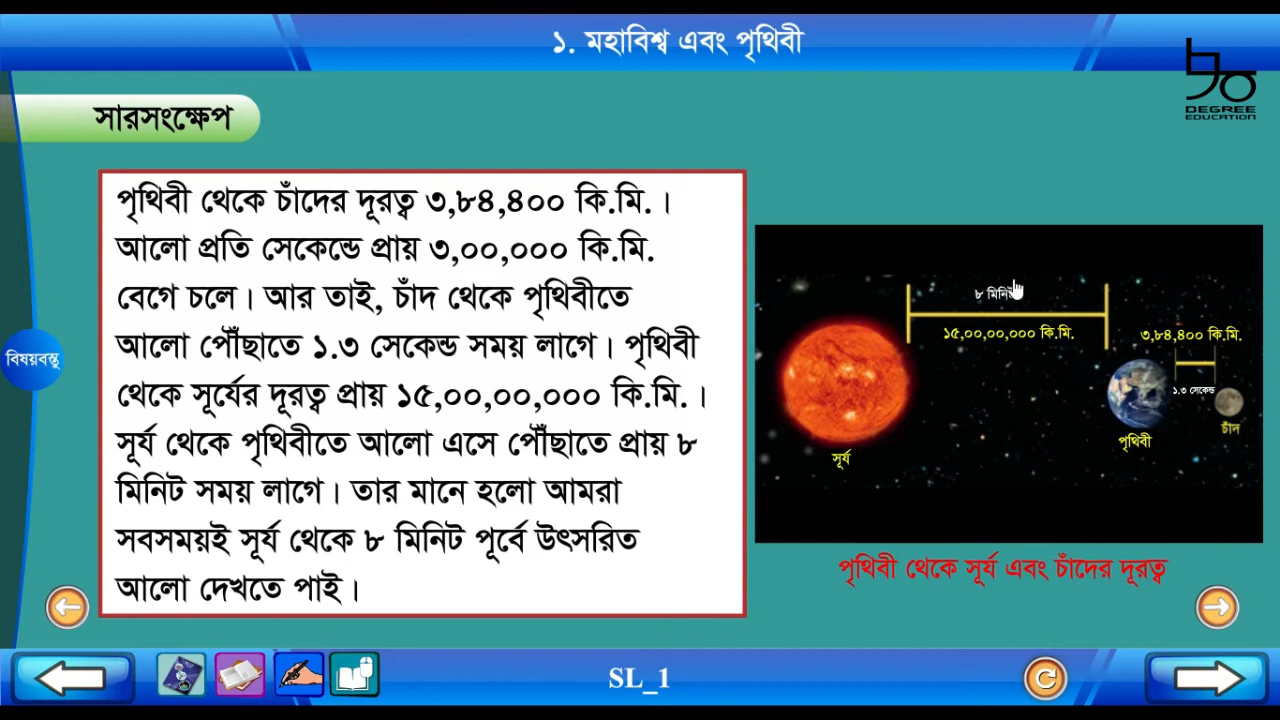 ১. মহাবিশ্ব এবং পৃথিবী
DEGREE
EDUCATION
সারসংক্ষেপ
পৃথিবী থেকে চাঁদের দূরত্ব ৩,৮৪,৪০০ কি.মি. ।
আলো প্রতি সেকেন্ডে প্রায় ৩,০০,০০০ কি.মি.
বেগে চলে। আর তাই, চাঁদ থেকে পৃথিবীতে
আলো পৌঁছাতে ১.৩ সেকেন্ড সময় লাগে। পৃথিবী
থেকে সূর্যের দূরত্ব প্রায় ১৫,০০,০০,০০০ কি.মি. ।
সূর্য থেকে পৃথিবীতে আলো এসে পৌঁছাতে প্রায় ৮
মিনিট সময় লাগে। তার মানে হলো আমরা
সবসময়ই সূর্য থেকে ৮ মিনিট পূর্বে উৎসরিত
আলো দেখতে পাই।
বিষয়বস্তু
৮ মিনিট
১৫,০০,০০,০০০ কি.মি.
৩,৮৪,৪০০ কি.মি.
১.৩ সেকেন্ড
সূর্য
পৃথিবী
চাঁদ
পৃথিবী থেকে সূর্য এবং চাঁদের দূরত্ব
SL_1